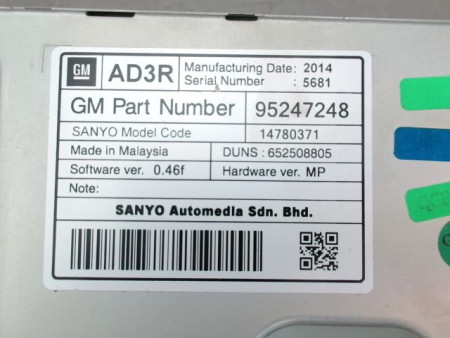 GM AD3R Manufacturing Date: 2014
Serial Number : 5681
GM Part Number 95247248
SANYO Model Code 14780371
Made in Malaysia DUNS : 652508805
Software ver. 0.46f Hardware ver. MP
Note:
SANYO Automedia Sdn. Bhd.